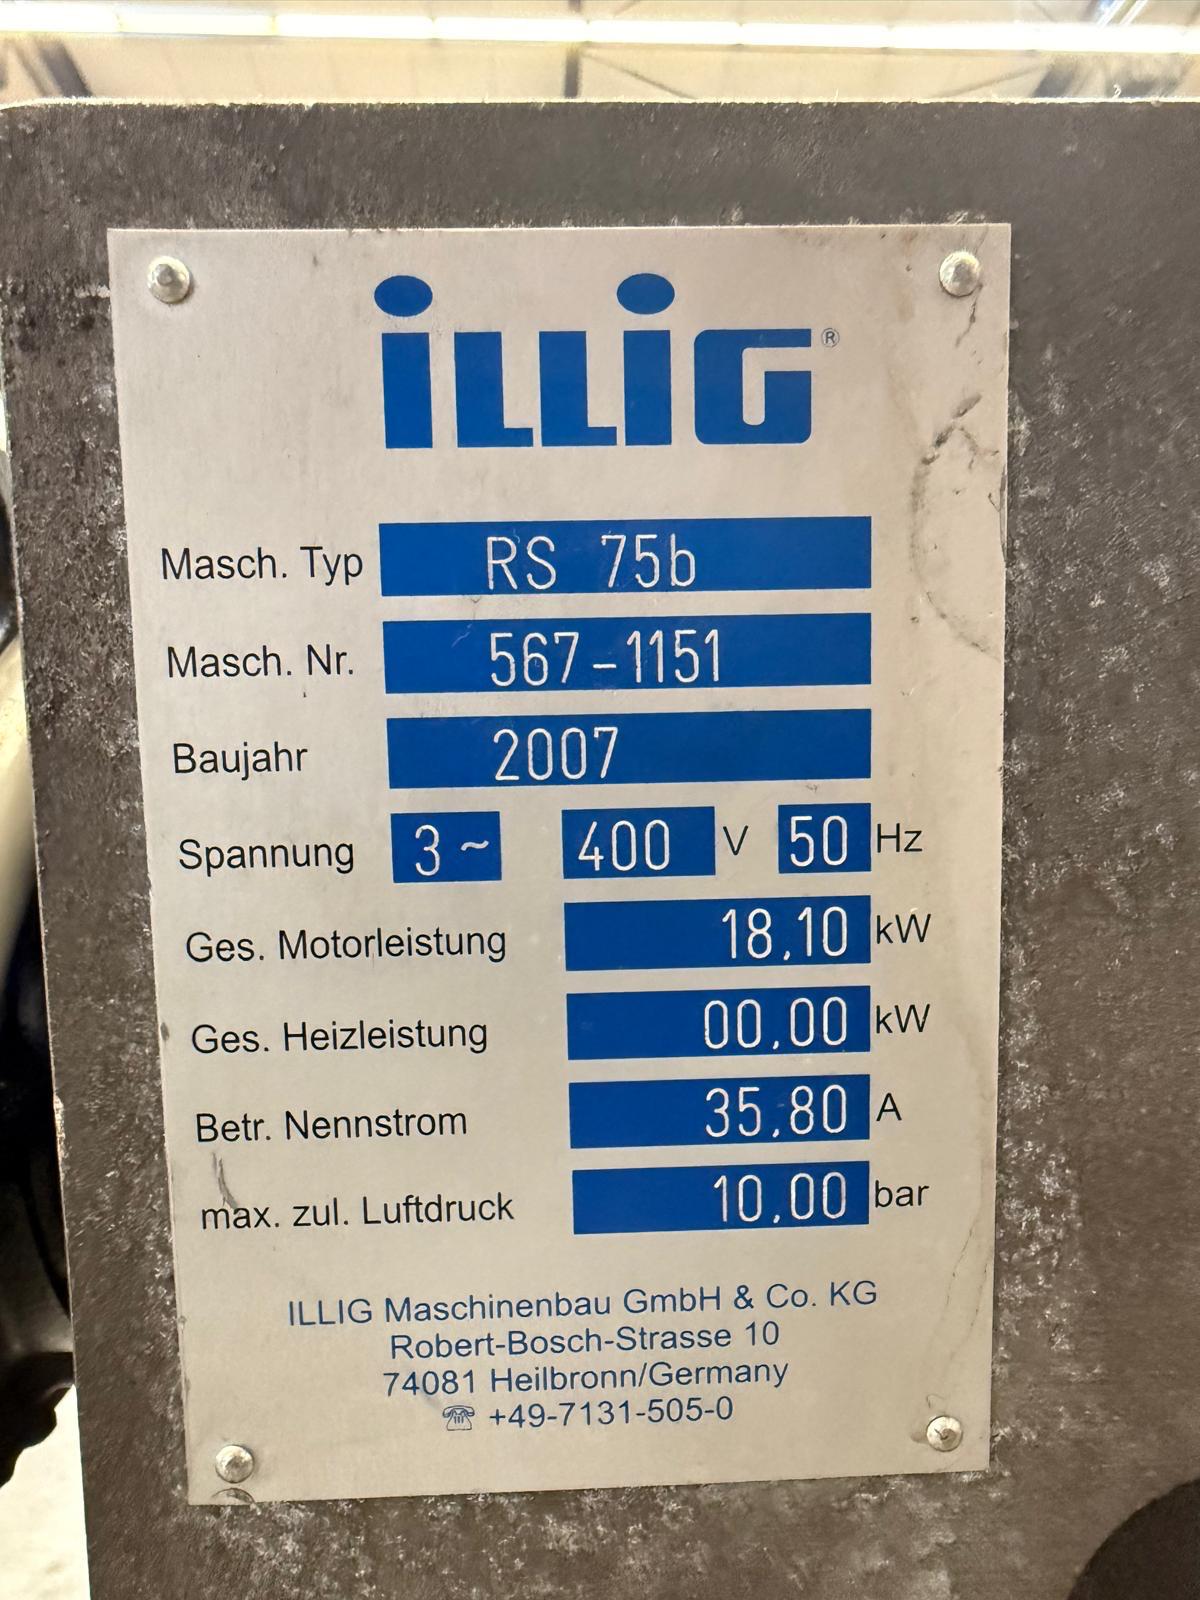 illig®
Masch. Typ RS 75b
Masch. Nr. 567-1151
Baujahr 2007
Spannung 3~ 400 V 50 Hz
Ges. Motorleistung 18,10 kW
Ges. Heizleistung 00,00 kW
Betr. Nennstrom 35,80 A
max. zul. Luftdruck 10,00 bar
ILLIG Maschinenbau GmbH & Co. KG
Robert-Bosch-Strasse 10
74081 Heilbronn/Germany
☎ +49-7131-505-0